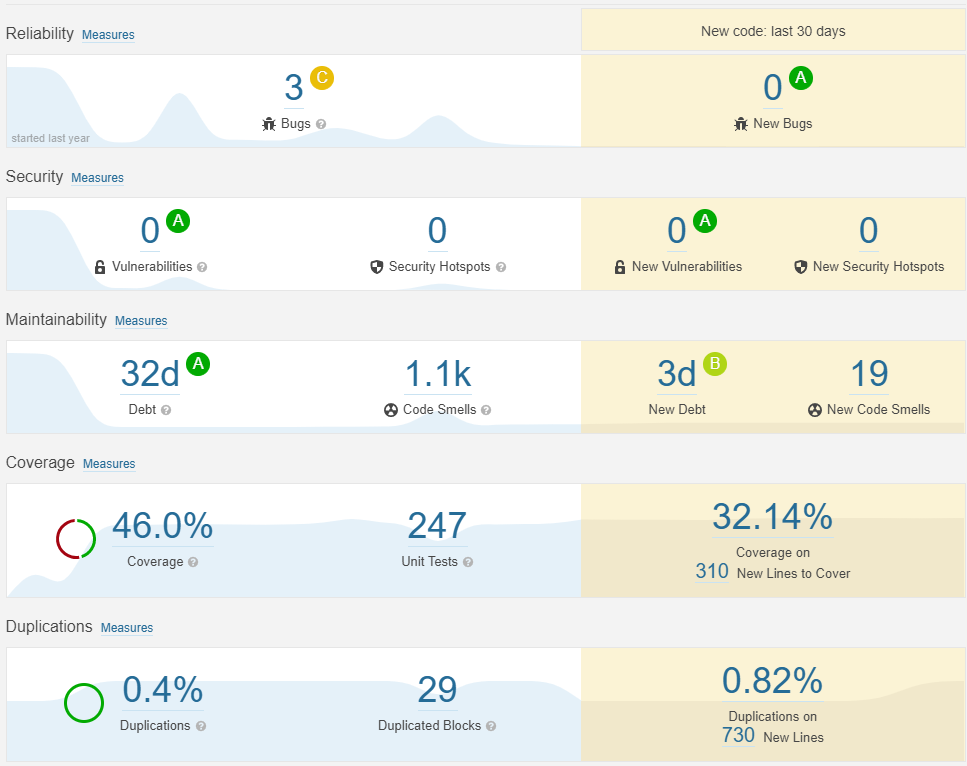 Reliability Measures
New code: last 30 days
3 C
Bugs ?
started last year
0 A
New Bugs
Security Measures
0 A
Vulnerabilities ?
0
Security Hotspots ?
0 A
New Vulnerabilities
0
New Security Hotspots
Maintainability Measures
32d A
Debt ?
1.1k
Code Smells ?
3d B
New Debt
19
New Code Smells
Coverage Measures
46.0%
Coverage ?
247
Unit Tests ?
32.14%
Coverage on
310 New Lines to Cover
Duplications Measures
0.4%
Duplications ?
29
Duplicated Blocks ?
0.82%
Duplications on
730 New Lines